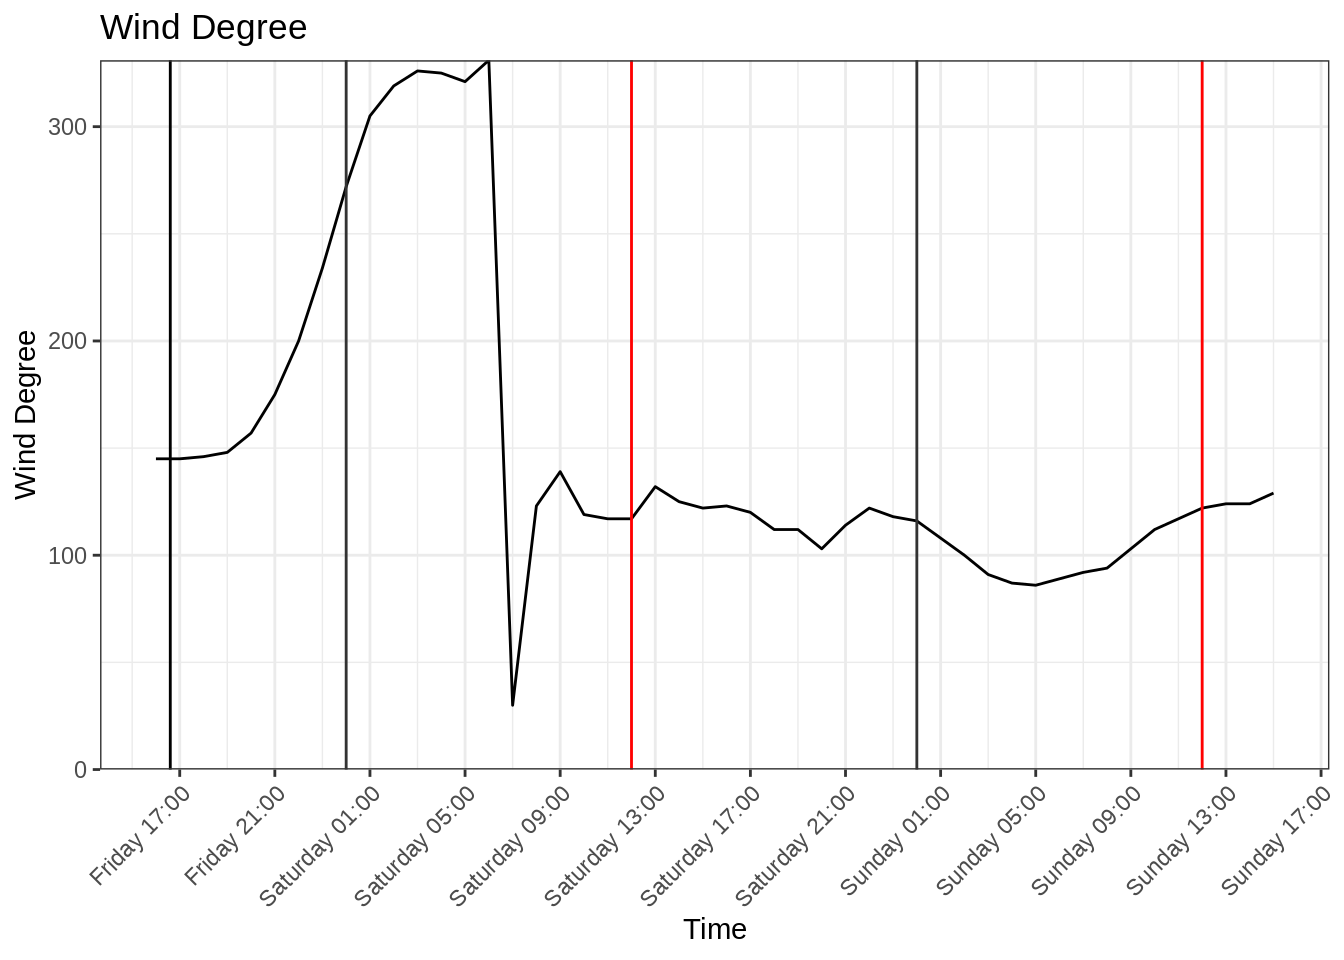 Wind Degree
Wind Degree
300
200
100
0
Friday 17:00
Friday 21:00
Saturday 01:00
Saturday 05:00
Saturday 09:00
Saturday 13:00
Saturday 17:00
Saturday 21:00
Sunday 01:00
Sunday 05:00
Sunday 09:00
Sunday 13:00
Sunday 17:00
Time